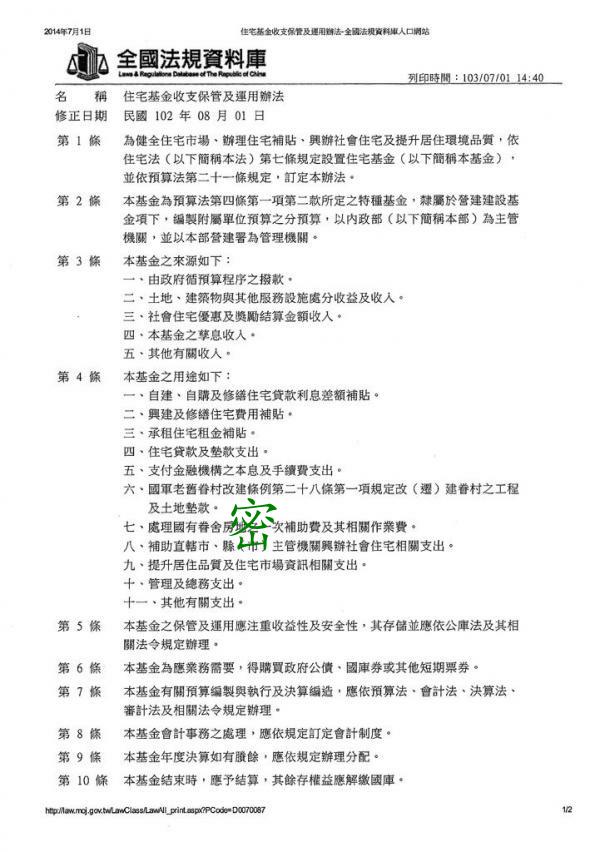 2014年7月1日 住宅基金收支保管及運用辦法-全國法規資料庫入口網站
全國法規資料庫
Laws & Regulations Database of The Republic of China
列印時間:103/07/01 14:40
名 稱 住宅基金收支保管及運用辦法
修正日期 民國 102 年 08 月 01 日
第 1 條 為健全住宅市場、辦理住宅補貼、興辦社會住宅及提升居住環境品質,依
住宅法(以下簡稱本法)第七條規定設置住宅基金(以下簡稱本基金),
並依預算法第二十一條規定,訂定本辦法。
第 2 條 本基金為預算法第四條第一項第二款所定之特種基金,隸屬於營建建設基
金項下,編製附屬單位預算之分預算,以內政部(以下簡稱本部)為主管
機關,並以本部營建署為管理機關。
第 3 條 本基金之來源如下:
一、由政府循預算程序之撥款。
二、土地、建築物與其他服務設施處分收益及收入。
三、社會住宅優惠及獎勵結算金額收入。
四、本基金之孳息收入。
五、其他有關收入。
第 4 條 本基金之用途如下:
一、自建、自購及修繕住宅貸款利息差額補貼。
二、興建及修繕住宅費用補貼。
三、承租住宅租金補貼。
四、住宅貸款及墊款支出。
五、支付金融機構之本息及手續費支出。
六、國軍老舊眷村改建條例第二十八條第一項規定改(遷)建眷村之工程
及土地墊款。
密
七、處理國有眷舍房地一次補助費及其相關作業費。
八、補助直轄市、縣(市)主管機關興辦社會住宅相關支出。
九、提升居住品質及住宅市場資訊相關支出。
十、管理及總務支出。
十一、其他有關支出。
第 5 條 本基金之保管及運用應注重收益性及安全性,其存儲並應依公庫法及其相
關法令規定辦理。
第 6 條 本基金為應業務需要,得購買政府公債、國庫券或其他短期票券。
第 7 條 本基金有關預算編製與執行及決算編造,應依預算法、會計法、決算法、
審計法及相關法令規定辦理。
第 8 條 本基金會計事務之處理,應依規定訂定會計制度。
第 9 條 本基金年度決算如有賸餘,應依規定辦理分配。
第 10 條 本基金結束時,應予結算,其餘存權益應解繳國庫。
http://law.moj.gov.tw/LawClass/LawAll_print.aspx?PCode=D0070087 1/2